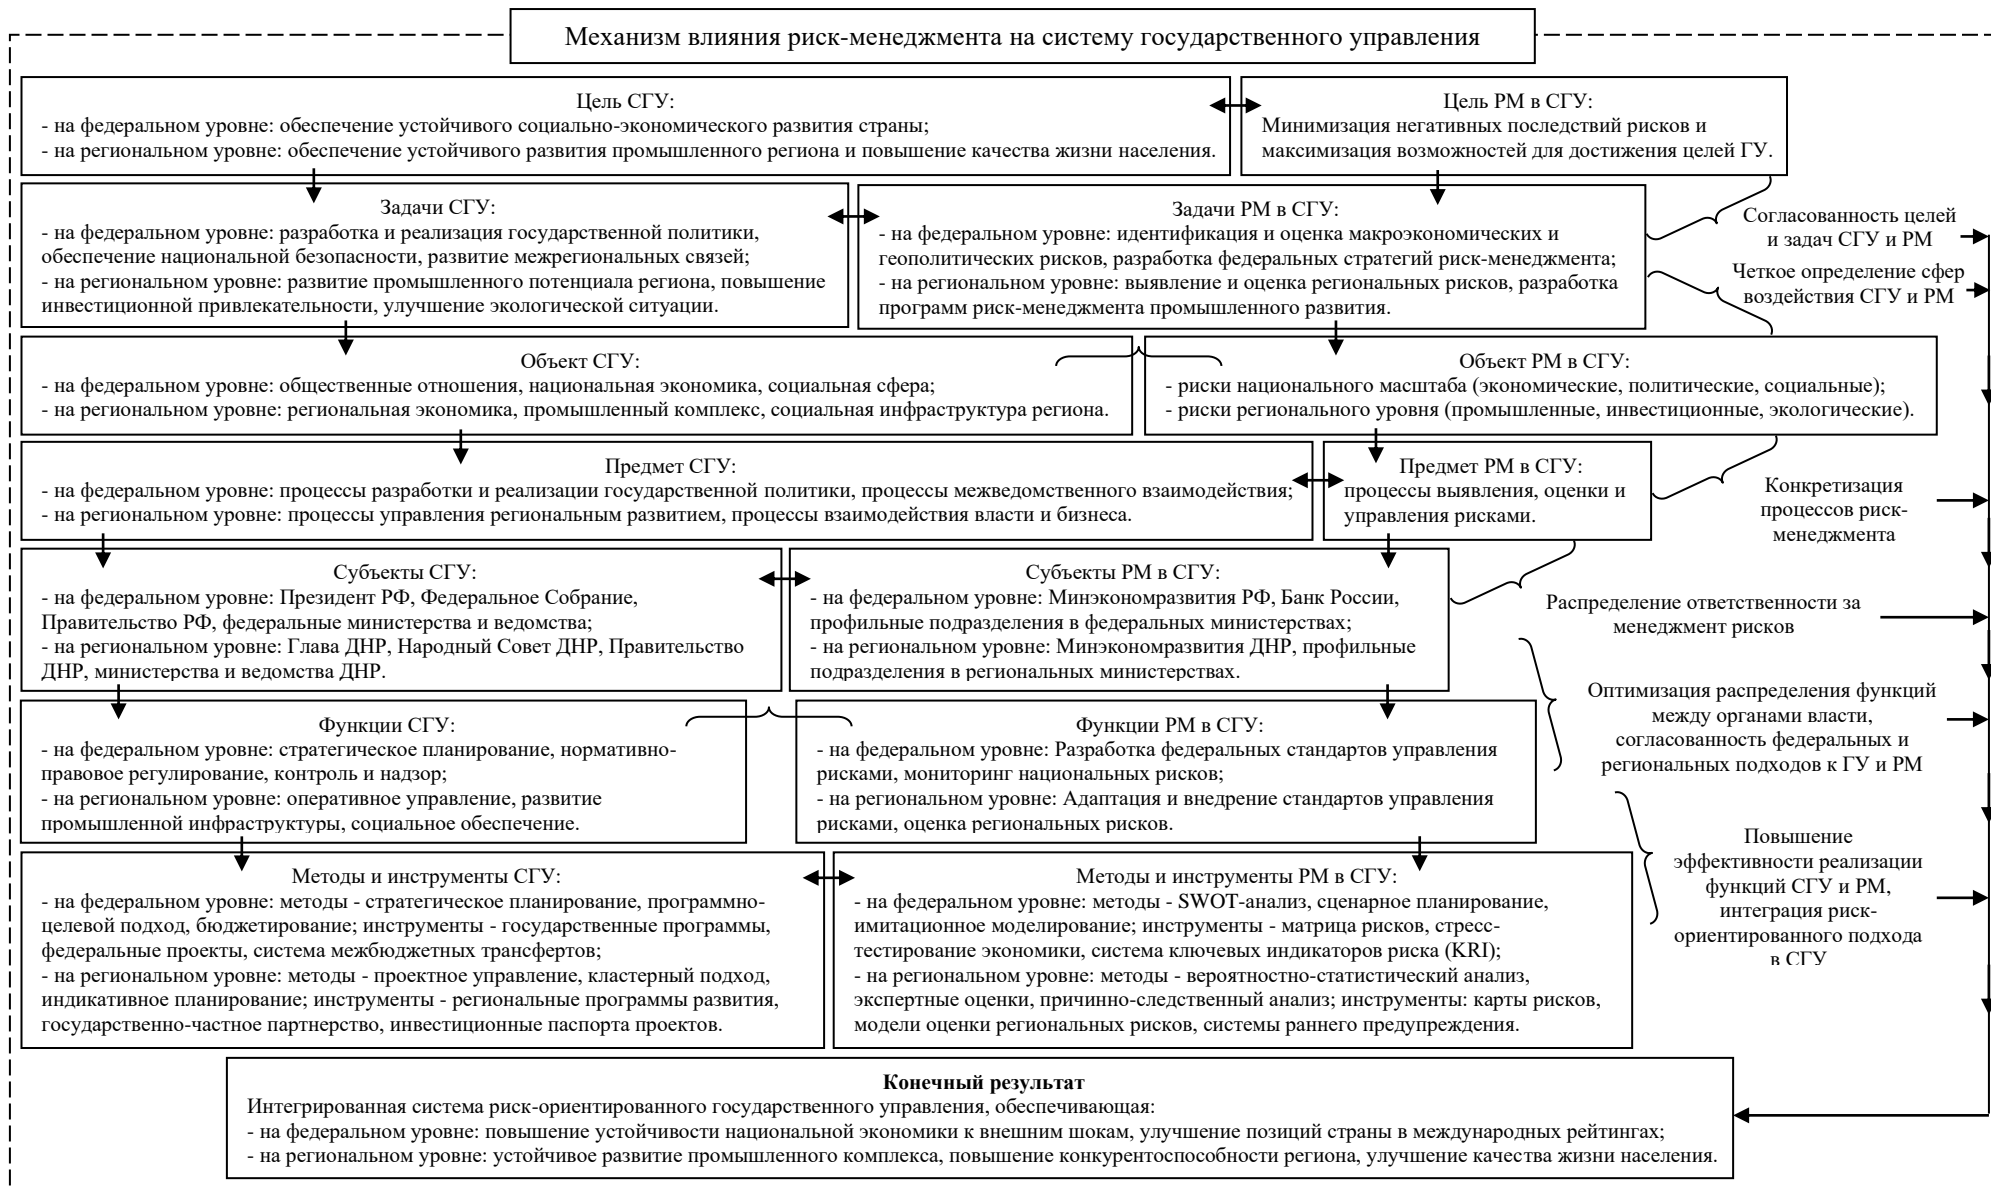 Механизм влияния риск-менеджмента на систему государственного управления
Цель СГУ:
- на федеральном уровне: обеспечение устойчивого социально-экономического развития страны;
- на региональном уровне: обеспечение устойчивого развития промышленного региона и повышение качества жизни населения.
Цель РМ в СГУ:
Минимизация негативных последствий рисков и
максимизация возможностей для достижения целей ГУ.
Задачи СГУ:
- на федеральном уровне: разработка и реализация государственной политики,
обеспечение национальной безопасности, развитие межрегиональных связей;
- на региональном уровне: развитие промышленного потенциала региона, повышение
инвестиционной привлекательности, улучшение экологической ситуации.
Задачи РМ в СГУ:
- на федеральном уровне: идентификация и оценка макроэкономических и
геополитических рисков, разработка федеральных стратегий риск-менеджмента;
- на региональном уровне: выявление и оценка региональных рисков, разработка
программ риск-менеджмента промышленного развития.
Согласованность целей
и задач СГУ и РМ
Четкое определение сфер
воздействия СГУ и РМ
Объект СГУ:
- на федеральном уровне: общественные отношения, национальная экономика, социальная сфера;
- на региональном уровне: региональная экономика, промышленный комплекс, социальная инфраструктура региона.
Объект РМ в СГУ:
- риски национального масштаба (экономические, политические, социальные);
- риски регионального уровня (промышленные, инвестиционные, экологические).
Предмет СГУ:
- на федеральном уровне: процессы разработки и реализации государственной политики, процессы межведомственного взаимодействия;
- на региональном уровне: процессы управления региональным развитием, процессы взаимодействия власти и бизнеса.
Предмет РМ в СГУ:
процессы выявления, оценки и
управления рисками.
Конкретизация
процессов риск-
менеджмента
Субъекты СГУ:
- на федеральном уровне: Президент РФ, Федеральное Собрание,
Правительство РФ, федеральные министерства и ведомства;
- на региональном уровне: Глава ДНР, Народный Совет ДНР, Правительство
ДНР, министерства и ведомства ДНР.
Субъекты РМ в СГУ:
- на федеральном уровне: Минэкономразвития РФ, Банк России,
профильные подразделения в федеральных министерствах;
- на региональном уровне: Минэкономразвития ДНР, профильные
подразделения в региональных министерствах.
Распределение ответственности за
менеджмент рисков
Функции СГУ:
- на федеральном уровне: стратегическое планирование, нормативно-
правовое регулирование, контроль и надзор;
- на региональном уровне: оперативное управление, развитие
промышленной инфраструктуры, социальное обеспечение.
Функции РМ в СГУ:
- на федеральном уровне: Разработка федеральных стандартов управления
рисками, мониторинг национальных рисков;
- на региональном уровне: Адаптация и внедрение стандартов управления
рисками, оценка региональных рисков.
Оптимизация распределения функций
между органами власти,
согласованность федеральных и
региональных подходов к ГУ и РМ
Методы и инструменты СГУ:
- на федеральном уровне: методы - стратегическое планирование, программно-
целевой подход, бюджетирование; инструменты - государственные программы,
федеральные проекты, система межбюджетных трансфертов;
- на региональном уровне: методы - проектное управление, кластерный подход,
индикативное планирование; инструменты - региональные программы развития,
государственно-частное партнерство, инвестиционные паспорта проектов.
Методы и инструменты РМ в СГУ:
- на федеральном уровне: методы - SWOT-анализ, сценарное планирование,
имитационное моделирование; инструменты - матрица рисков, стресс-
тестирование экономики, система ключевых индикаторов риска (KRI);
- на региональном уровне: методы - вероятностно-статистический анализ,
экспертные оценки, причинно-следственный анализ; инструменты: карты рисков,
модели оценки региональных рисков, системы раннего предупреждения.
Повышение
эффективности реализации
функций СГУ и РМ,
интеграция риск-
ориентированного подхода
в СГУ
Конечный результат
Интегрированная система риск-ориентированного государственного управления, обеспечивающая:
- на федеральном уровне: повышение устойчивости национальной экономики к внешним шокам, улучшение позиций страны в международных рейтингах;
- на региональном уровне: устойчивое развитие промышленного комплекса, повышение конкурентоспособности региона, улучшение качества жизни населения.